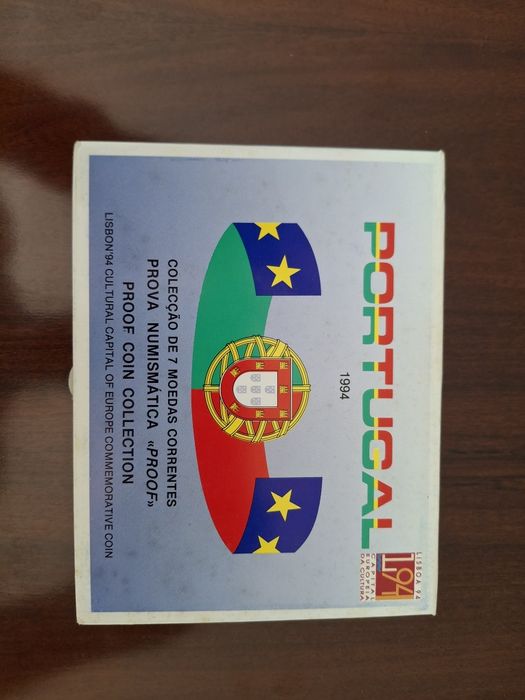 PORTUGAL
1994
COLECÇÃO DE 7 MOEDAS CORRENTES
PROVA NUMISMÁTICA «PROOF»
PROOF COIN COLLECTION
LISBON'94 CULTURAL CAPITAL OF EUROPE COMMEMORATIVE COIN
LISBOA 94
L94
CAPITAL
EUROPEIA
DA CULTURA